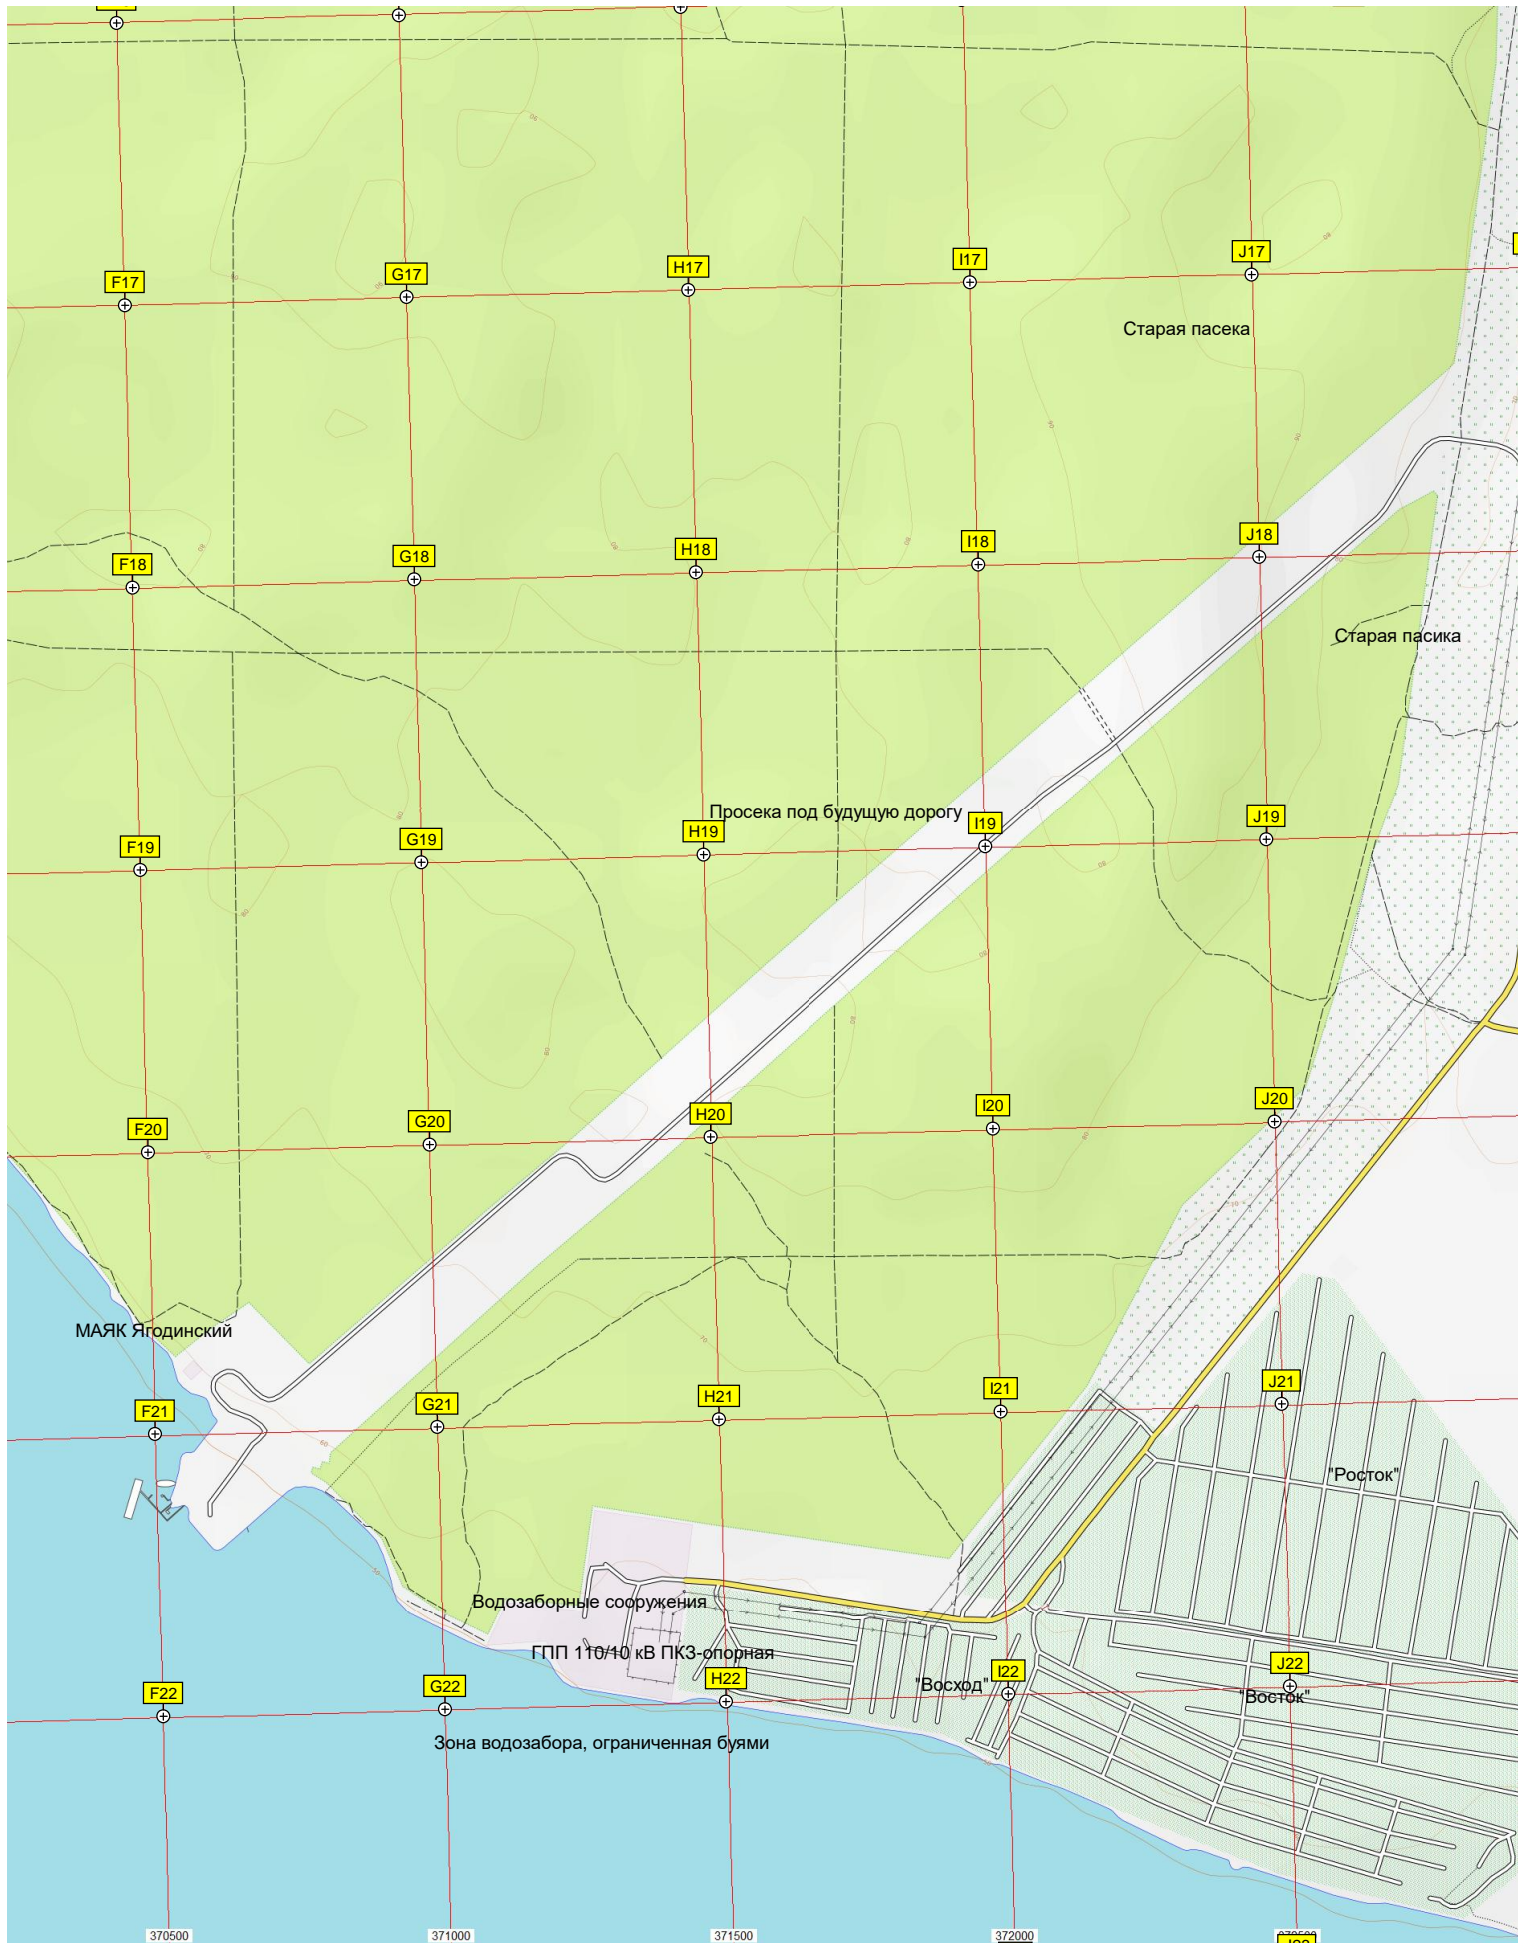 J17
I17
H17
G17
F17
Старая пасека
J18
I18
H18
G18
F18
Старая пасика
Просека под будущую дорогу
J19
I19
H19
G19
F19
J20
I20
H20
G20
F20
МАЯК Ягодинский
J21
I21
H21
G21
F21
"Росток"
Водозаборные сооружения
ГПП 110/10 кВ ПКЗ-опорная
J22
I22
H22
G22
F22
"Восход"
"Восток"
Зона водозабора, ограниченная буями
370500
371000
371500
372000